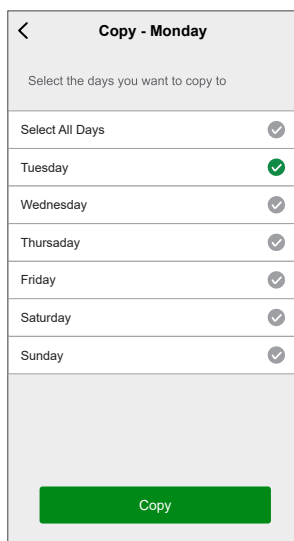 Copy - Monday
Select the days you want to copy to
Select All Days
Tuesday
Wednesday
Thursaday
Friday
Saturday
Sunday
Copy